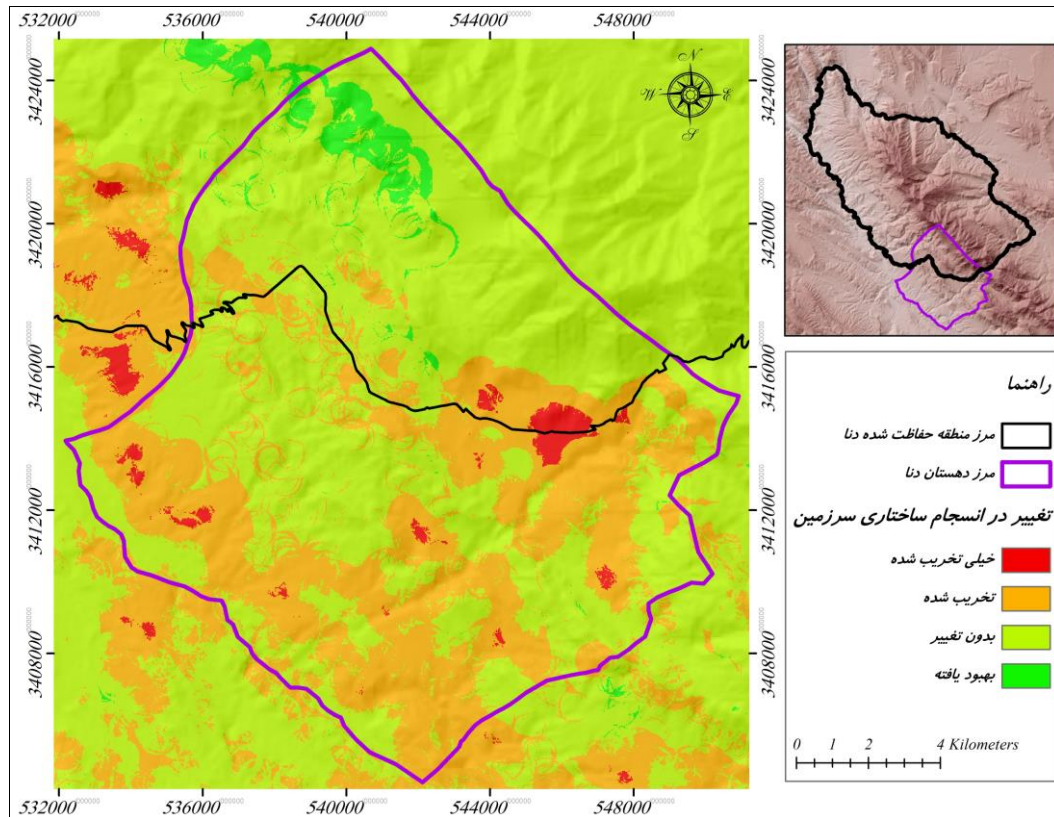 532000 536000 540000 544000 548000
N
W E
S
3424000 3424000
3420000 3420000
3416000 3416000
3412000 3412000
3408000 3408000
532000 536000 540000 544000 548000
راهنما
مرز منطقه حفاظت شده دنا
مرز دهستان دنا
تغییر در انسجام ساختاری سرزمین
خیلی تخریب شده
تخریب شده
بدون تغییر
بهبود یافته
0 1 2 4 Kilometers